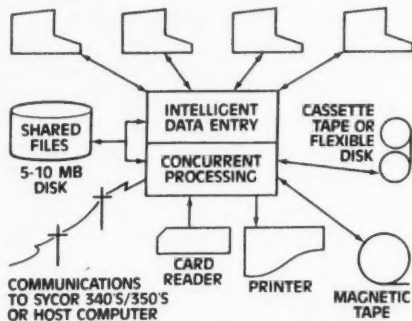 INTELLIGENT
DATA ENTRY
CONCURRENT
PROCESSING
SHARED
FILES
5-10 MB
DISK
CASSETTE
TAPE OR
FLEXIBLE
DISK
COMMUNICATIONS
TO SYCOR 340'S/350'S
OR HOST COMPUTER
CARD
READER
PRINTER
MAGNETIC
TAPE